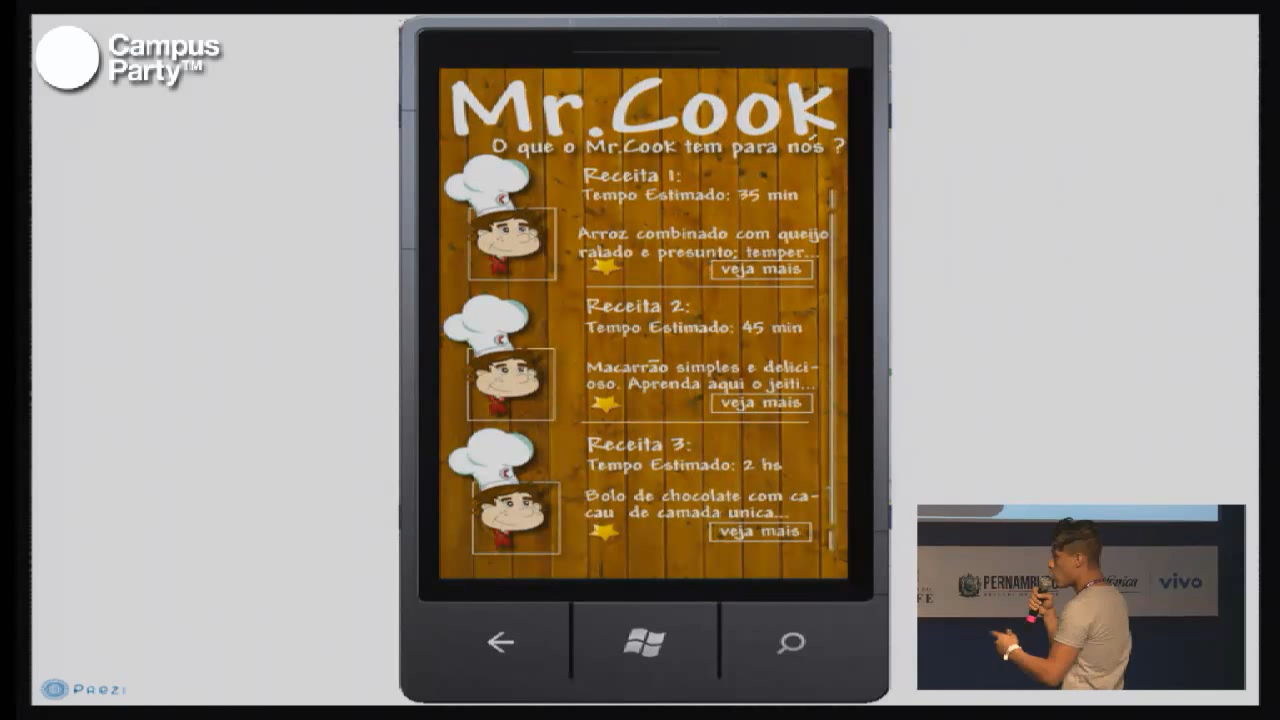 Campus
Party™
Mr.Cook
O que o Mr.Cook tem para nós ?
Receita 1:
Tempo Estimado: 35 min
Arroz combinado com queijo
ralado e presunto; temper...
veja mais
Receita 2:
Tempo Estimado: 45 min
Macarrão simples e delici-
oso. Aprenda aqui o jeiti...
veja mais
Receita 3:
Tempo Estimado: 2 hs
Bolo de chocolate com ca-
cau de camada unica...
veja mais
PERNAMBU
vivo
Prezi